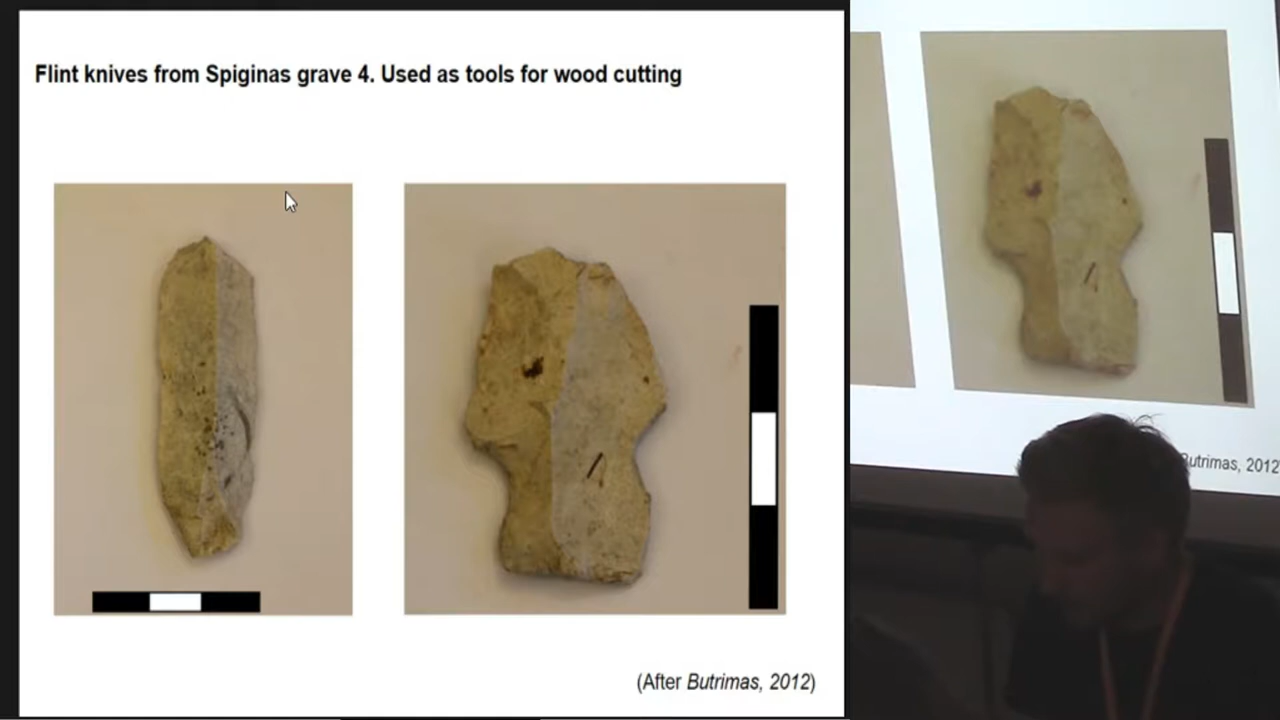 Flint knives from Spiginas grave 4. Used as tools for wood cutting
(After Butrimas, 2012)
Butrimas, 2012